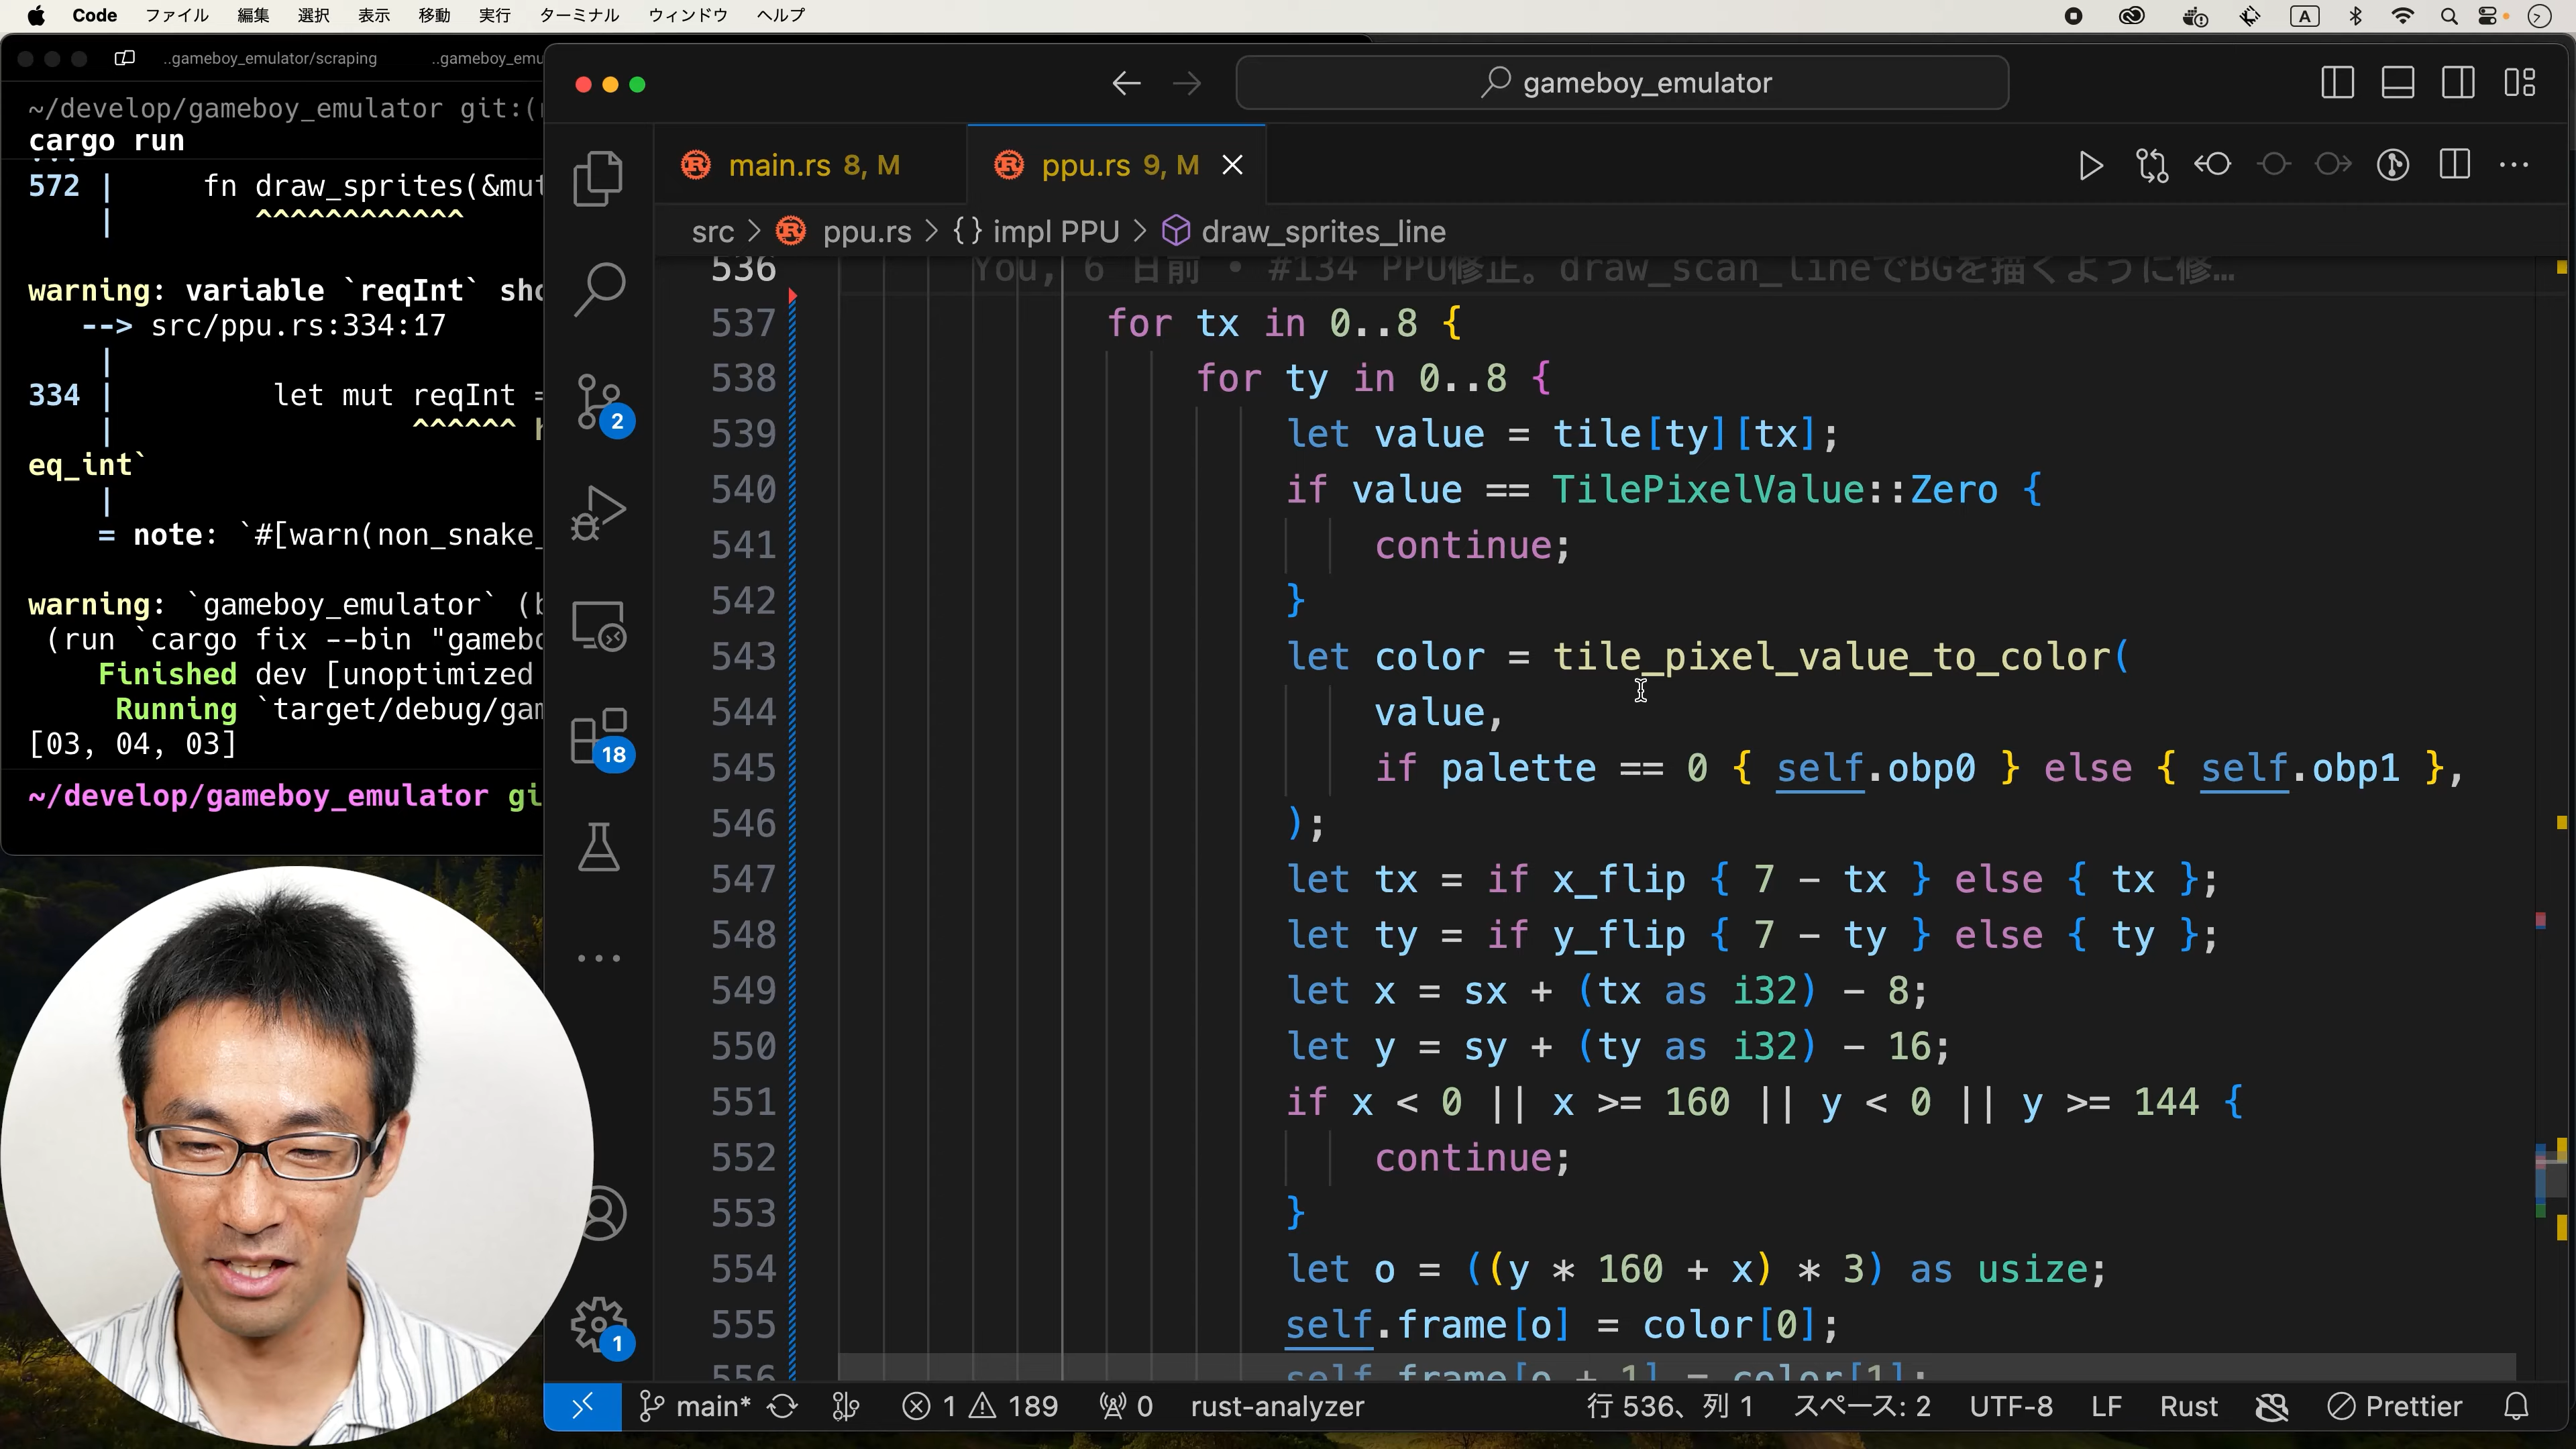 Code ファイル 編集 選択 表示 移動 実行 ターミナル ウィンドウ ヘルプ A
..gameboy_emulator/scraping ..gameboy_emu
~/develop/gameboy_emulator git:(
cargo run
572 | fn draw_sprites(&mut
| ^^^^^^^^^^^^
|
warning: variable `reqInt` sho
--> src/ppu.rs:334:17
|
334 | let mut reqInt =
| ^^^^^^
eq_int`
|
= note: `#[warn(non_snake_
warning: `gameboy_emulator` (b
(run `cargo fix --bin "gamebo
Finished dev [unoptimized
Running `target/debug/gam
[03, 04, 03]
~/develop/gameboy_emulator gi
gameboy_emulator
main.rs 8, M
ppu.rs 9, M
src > ppu.rs > {} impl PPU > draw_sprites_line
536 You, 6 日前 • #134 PPU修正。draw_scan_lineでBGを描くように修…
537 for tx in 0..8 {
538 for ty in 0..8 {
539 let value = tile[ty][tx];
540 if value == TilePixelValue::Zero {
541 continue;
542 }
543 let color = tile_pixel_value_to_color(
544 value,
545 if palette == 0 { self.obp0 } else { self.obp1 },
546 );
547 let tx = if x_flip { 7 - tx } else { tx };
548 let ty = if y_flip { 7 - ty } else { ty };
549 let x = sx + (tx as i32) - 8;
550 let y = sy + (ty as i32) - 16;
551 if x < 0 || x >= 160 || y < 0 || y >= 144 {
552 continue;
553 }
554 let o = ((y * 160 + x) * 3) as usize;
555 self.frame[o] = color[0];
556 self.frame[o + 1] = color[1];
2
18
1
main* 1 189 0 rust-analyzer 行 536、列 1 スペース: 2 UTF-8 LF Rust Prettier